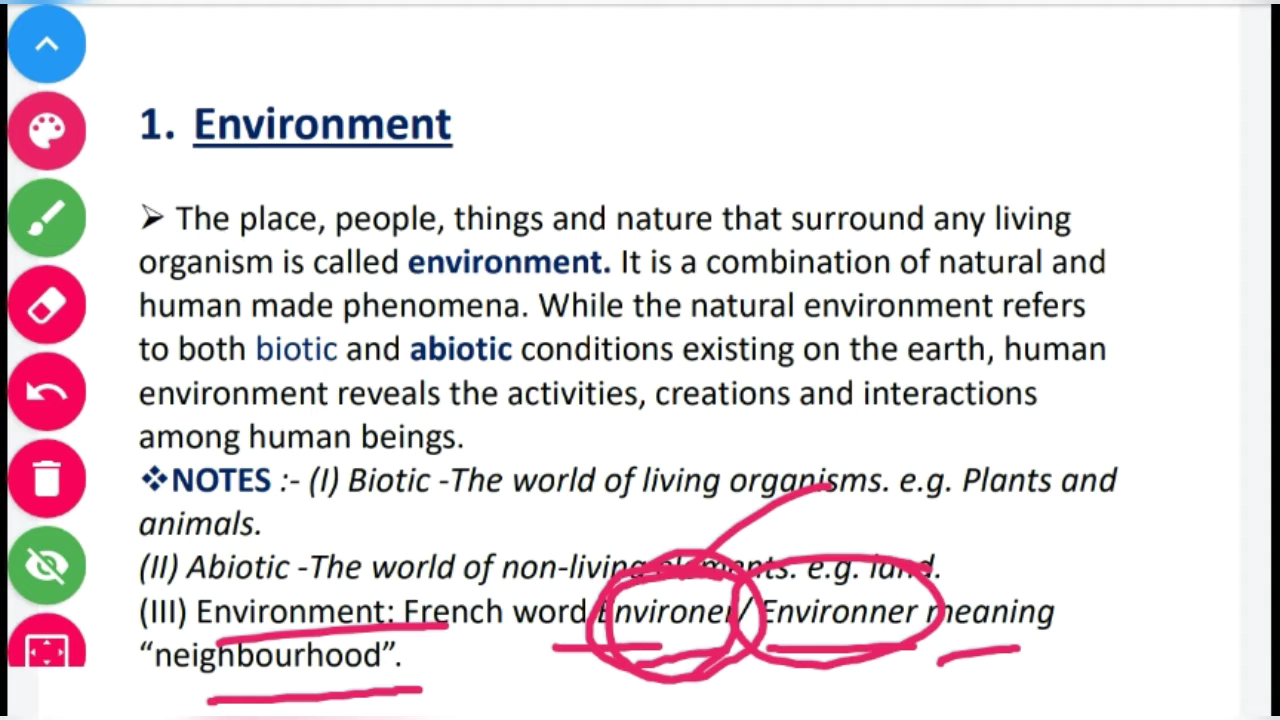 1. Environment
➢ The place, people, things and nature that surround any living
organism is called environment. It is a combination of natural and
human made phenomena. While the natural environment refers
to both biotic and abiotic conditions existing on the earth, human
environment reveals the activities, creations and interactions
among human beings.
❖NOTES :- (I) Biotic -The world of living organisms. e.g. Plants and
animals.
(II) Abiotic -The world of non-living elements. e.g. land.
(III) Environment: French word Environer/ Environner meaning
“neighbourhood”.